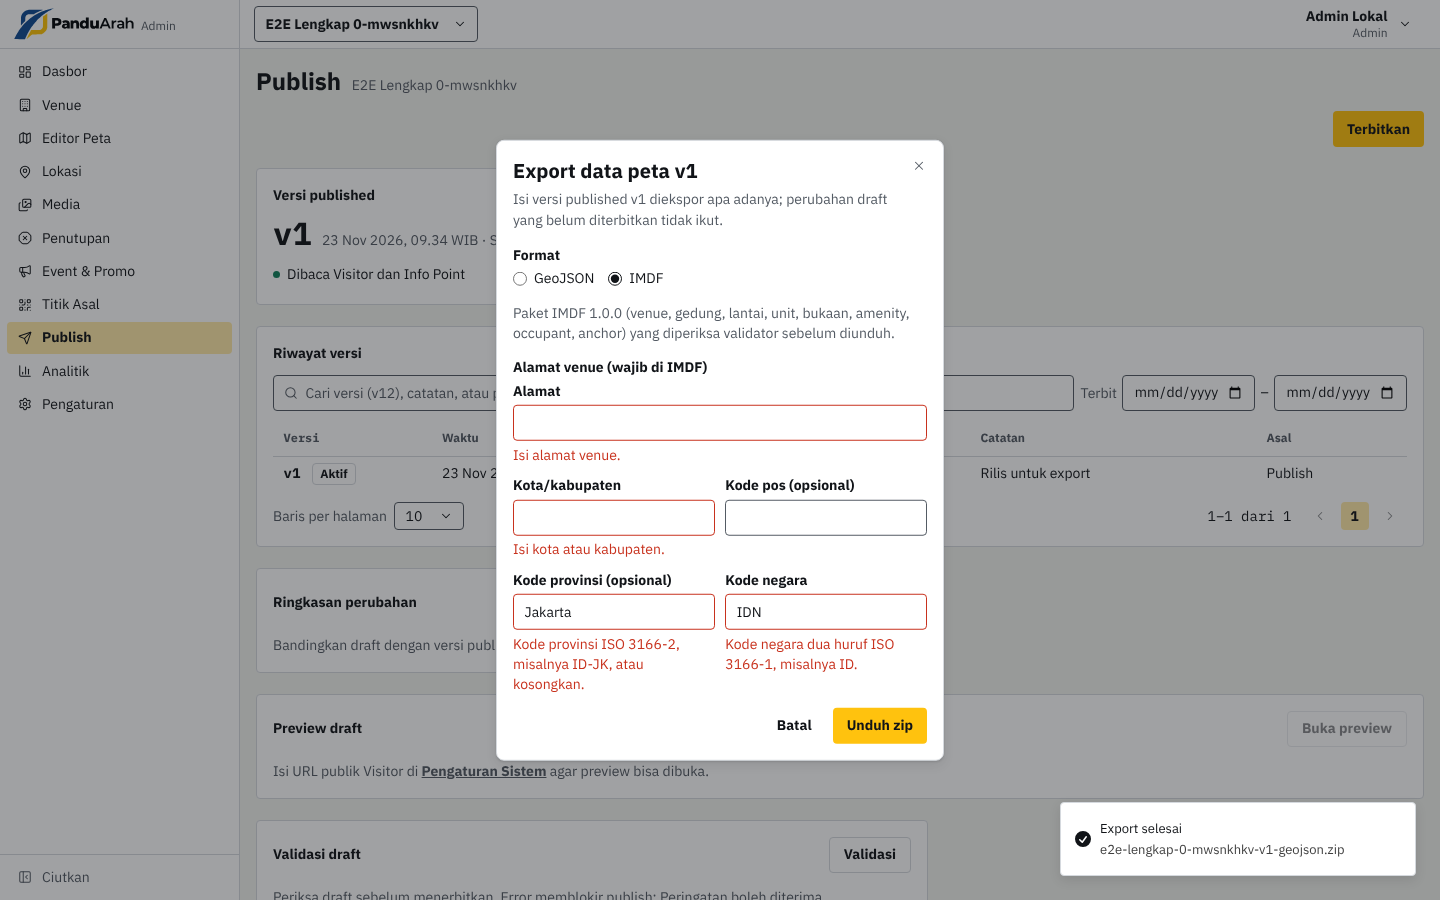 PanduArah Admin
E2E Lengkap 0-mwsnkhkv
Admin Lokal
Admin
Dasbor
Venue
Editor Peta
Lokasi
Media
Penutupan
Event & Promo
Titik Asal
Publish
Analitik
Pengaturan
Ciutkan
Publish E2E Lengkap 0-mwsnkhkv
Terbitkan
Versi published
v1 23 Nov 2026, 09.34 WIB · S
Dibaca Visitor dan Info Point
Riwayat versi
Cari versi (v12), catatan, atau p
Terbit mm/dd/yyyy – mm/dd/yyyy
Versi Waktu Catatan Asal
v1 Aktif 23 Nov 2 Rilis untuk export Publish
Baris per halaman 10 1–1 dari 1 1
Ringkasan perubahan
Bandingkan draft dengan versi publ
Preview draft
Buka preview
Isi URL publik Visitor di Pengaturan Sistem agar preview bisa dibuka.
Validasi draft
Validasi
Periksa draft sebelum menerbitkan. Error memblokir publish; Peringatan boleh diterima.
Export data peta v1
Isi versi published v1 diekspor apa adanya; perubahan draft
yang belum diterbitkan tidak ikut.
Format
GeoJSON IMDF
Paket IMDF 1.0.0 (venue, gedung, lantai, unit, bukaan, amenity,
occupant, anchor) yang diperiksa validator sebelum diunduh.
Alamat venue (wajib di IMDF)
Alamat
Isi alamat venue.
Kota/kabupaten Kode pos (opsional)
Isi kota atau kabupaten.
Kode provinsi (opsional) Kode negara
Jakarta IDN
Kode provinsi ISO 3166-2,
misalnya ID-JK, atau
kosongkan.
Kode negara dua huruf ISO
3166-1, misalnya ID.
Batal Unduh zip
Export selesai
e2e-lengkap-0-mwsnkhkv-v1-geojson.zip